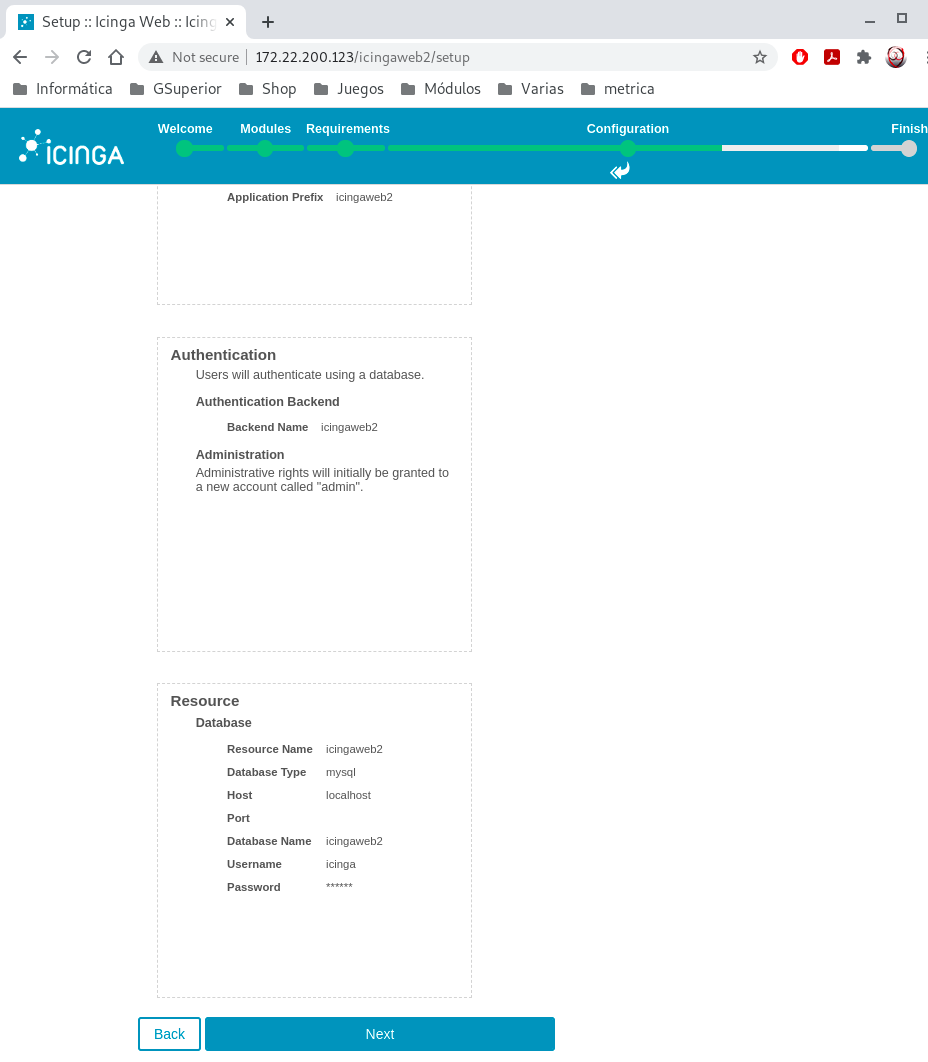 Setup :: Icinga Web :: Icing
Not secure | 172.22.200.123/icingaweb2/setup
Informática GSuperior Shop Juegos Módulos Varias metrica
icinga
Welcome Modules Requirements Configuration Finish
Application Prefix icingaweb2
Authentication
Users will authenticate using a database.
Authentication Backend
Backend Name icingaweb2
Administration
Administrative rights will initially be granted to
a new account called "admin".
Resource
Database
Resource Name icingaweb2
Database Type mysql
Host localhost
Port
Database Name icingaweb2
Username icinga
Password ******
Back Next